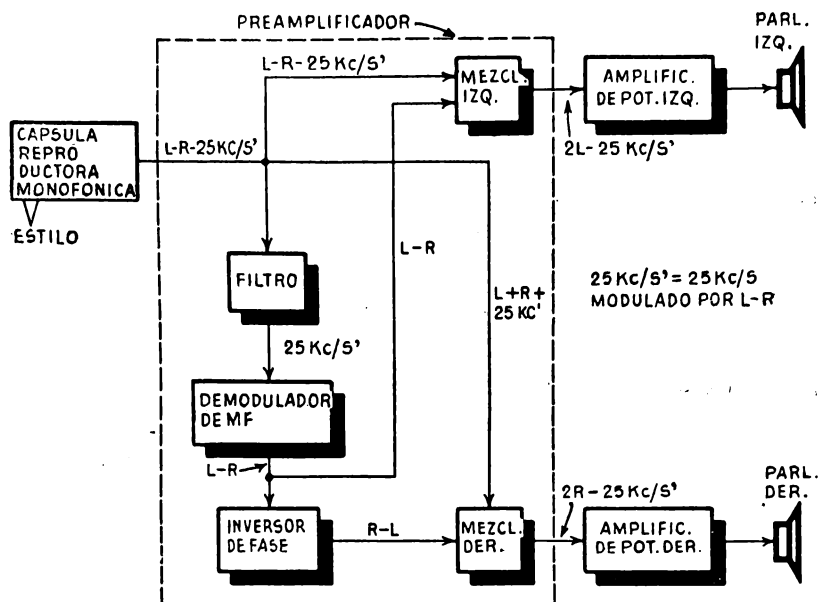 PREAMPLIFICADOR
PARL.
IZQ.
L-R-25 Kc/S'
MEZCL.
IZQ.
AMPLIFIC.
DE POT. IZQ.
2L-25 Kc/S'
CAPSULA
REPRO
DUCTORA
MONOFONICA
L-R-25KC/S'
ESTILO
L-R
FILTRO
L+R+
25 KC'
25 Kc/S' = 25 Kc/S
MODULADO POR L-R
25 Kc/S'
DEMODULADOR
DE MF
L-R
PARL.
DER.
2R-25Kc/S'
INVERSOR
DE FASE
R-L
MEZCL.
DER.
AMPLIFIC.
DE POT. DER.